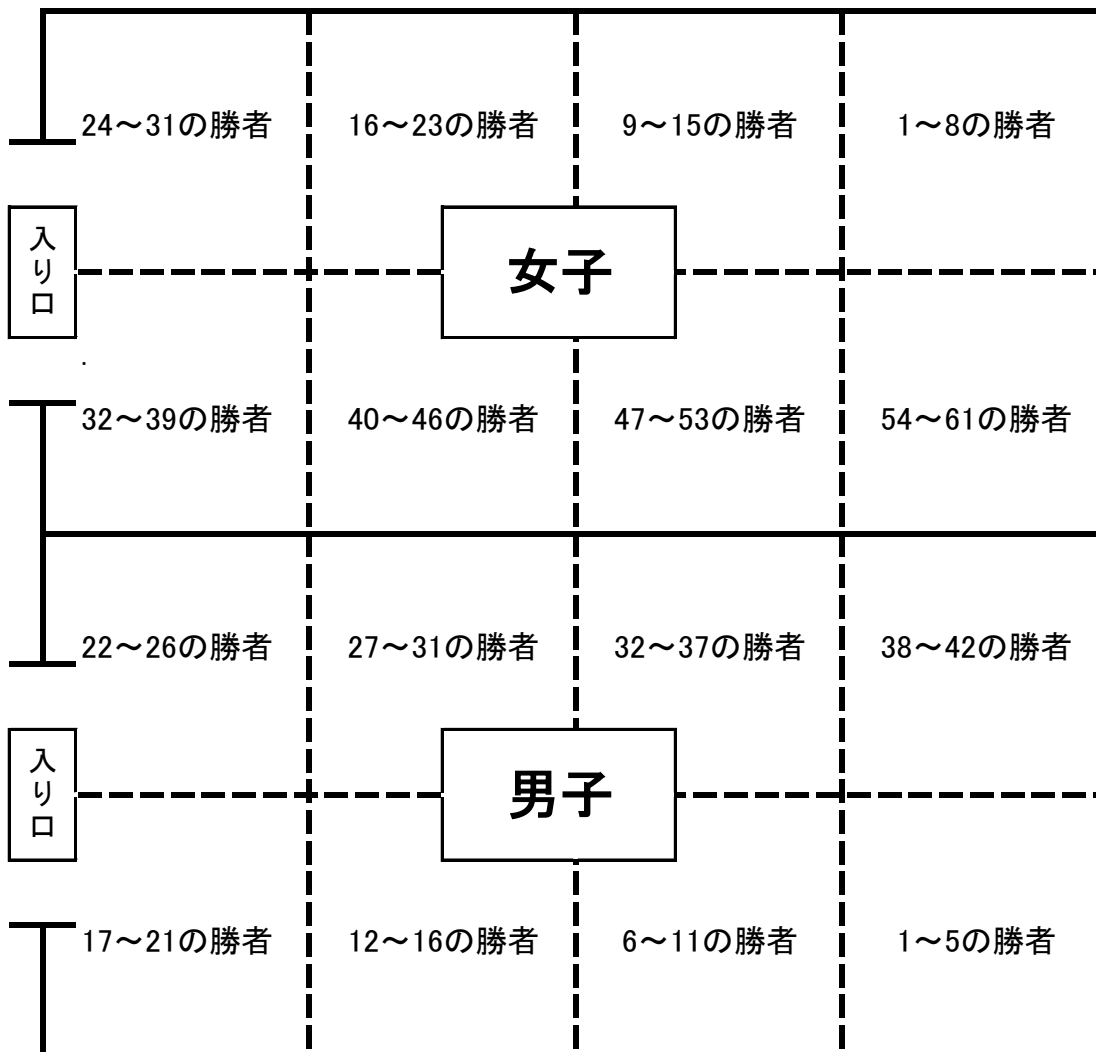 24～31の勝者 16～23の勝者 9～15の勝者 1～8の勝者
入り口
女子
32～39の勝者 40～46の勝者 47～53の勝者 54～61の勝者
22～26の勝者 27～31の勝者 32～37の勝者 38～42の勝者
入り口
男子
17～21の勝者 12～16の勝者 6～11の勝者 1～5の勝者